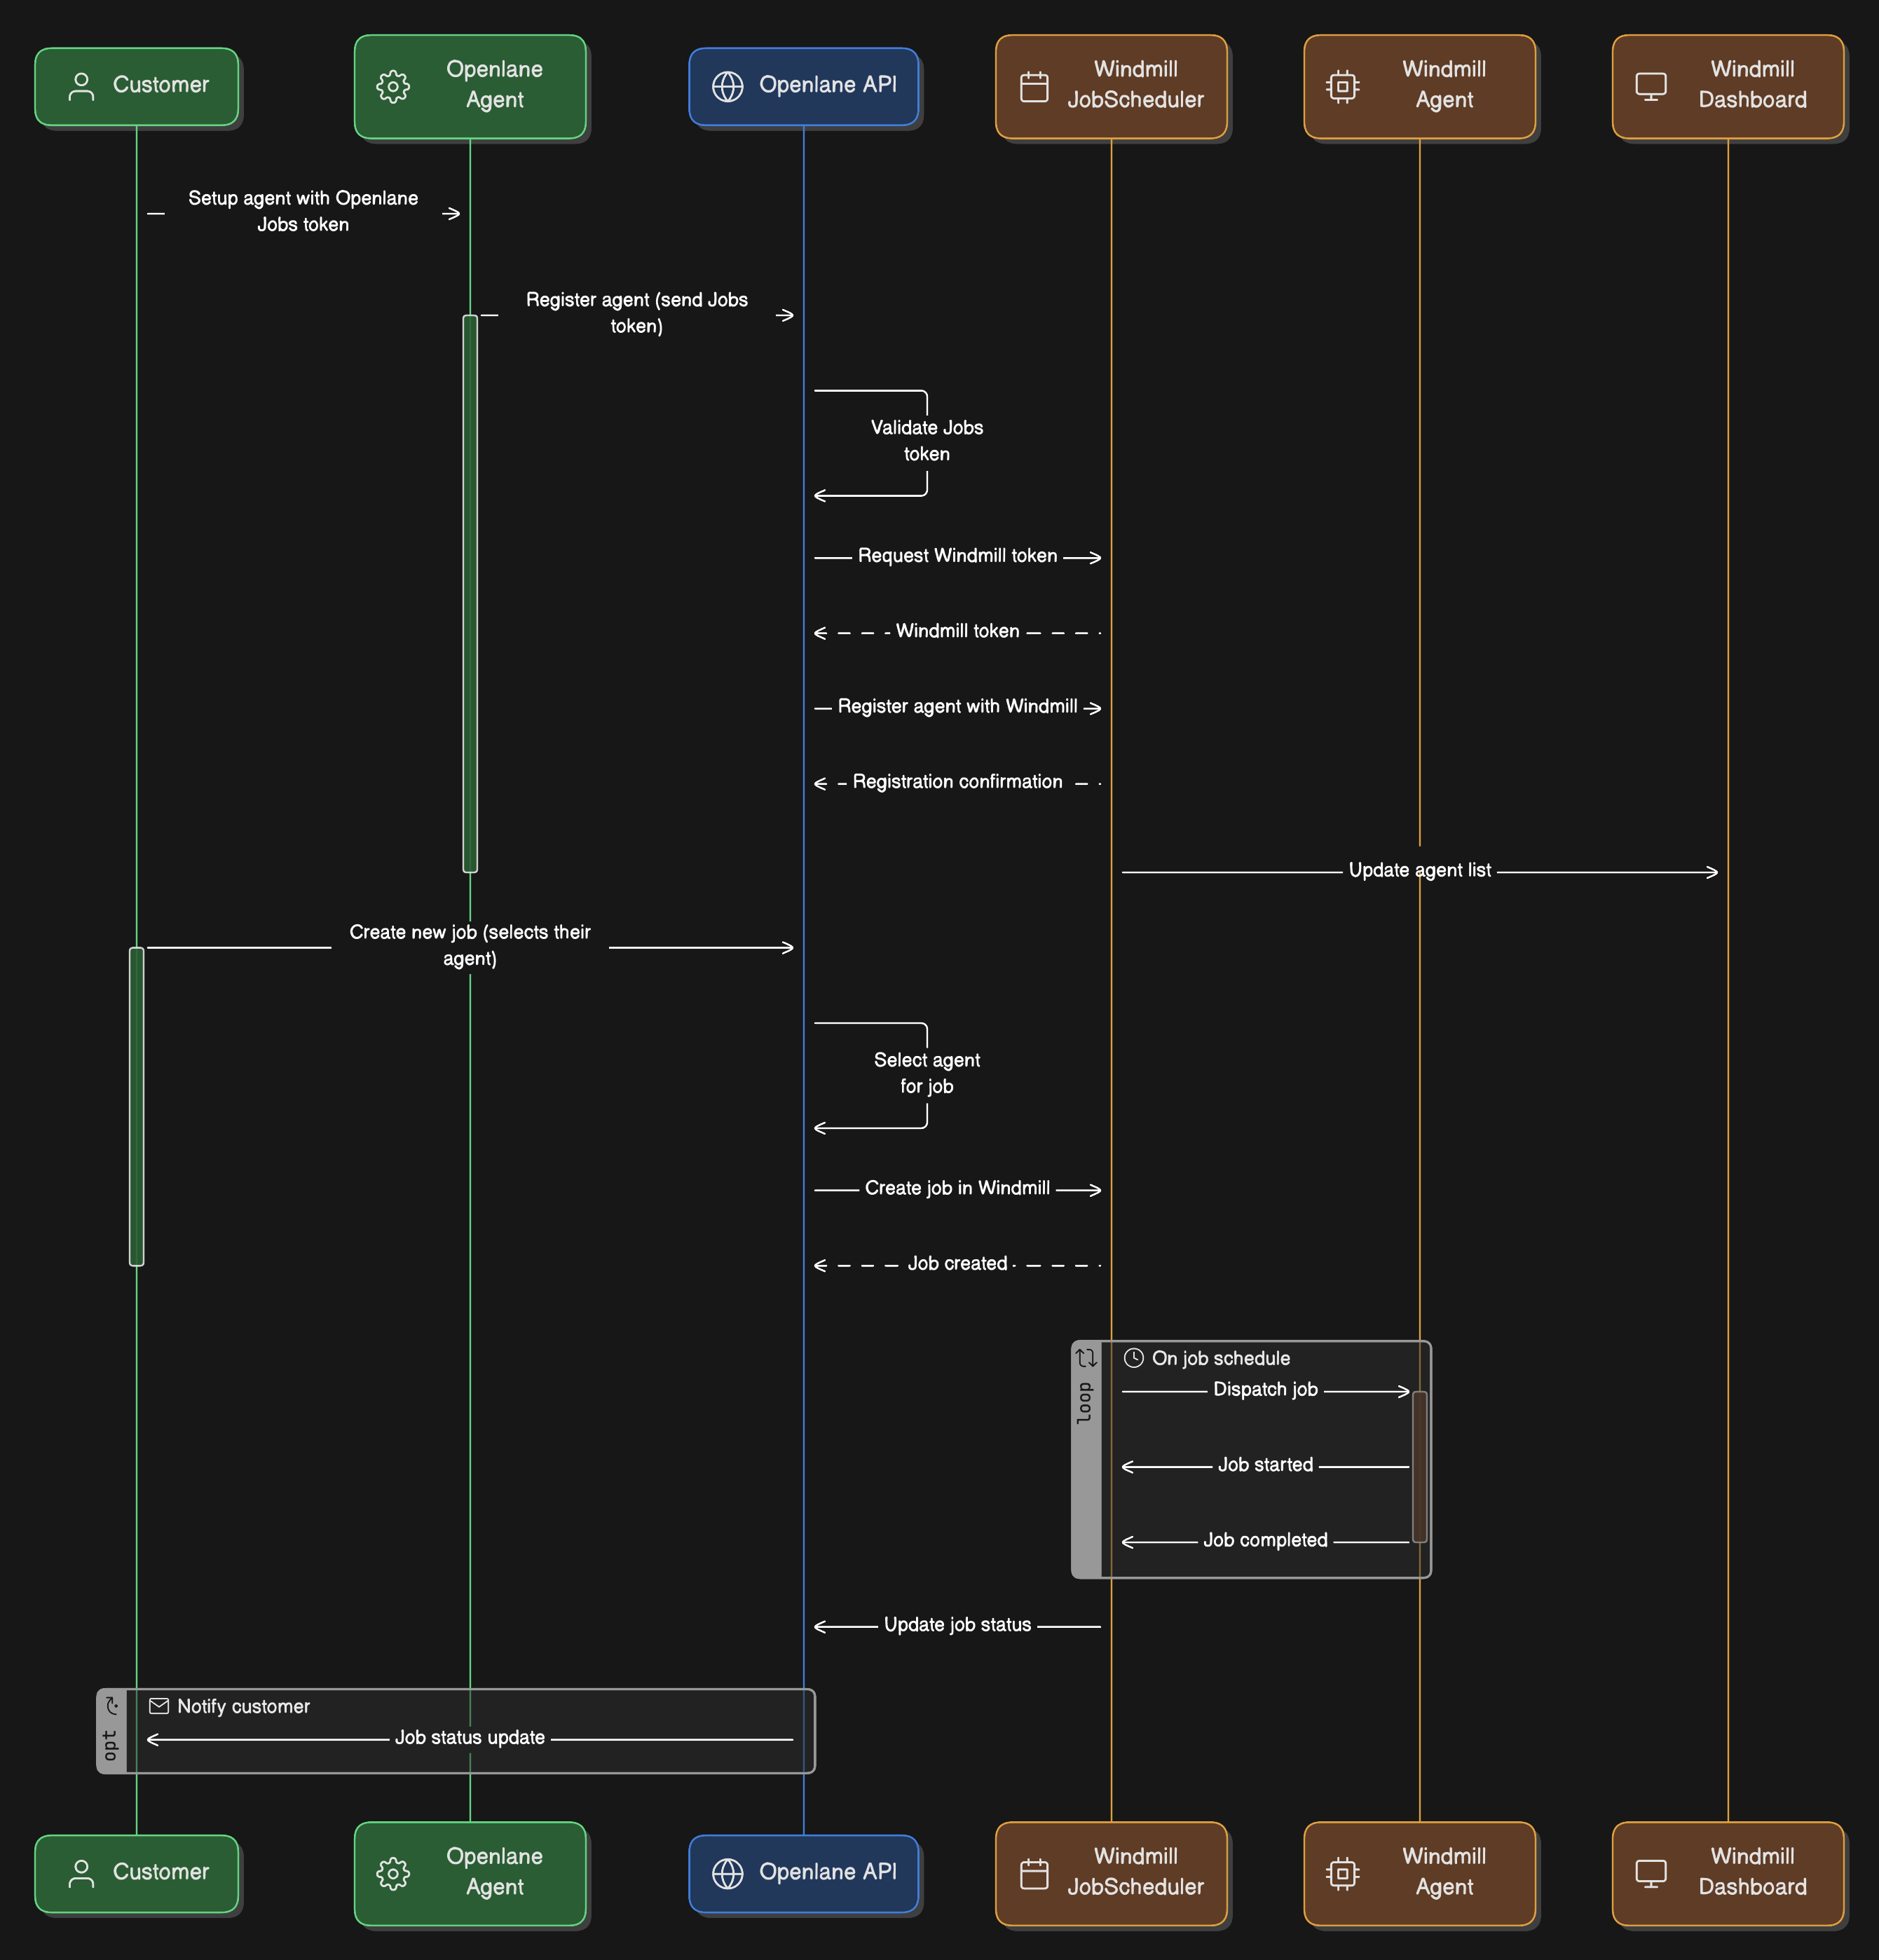 Customer
Openlane
Agent
Openlane API
Windmill
JobScheduler
Windmill
Agent
Windmill
Dashboard
Setup agent with Openlane
Jobs token
Register agent (send Jobs
token)
Validate Jobs
token
Request Windmill token
Windmill token
Register agent with Windmill
Registration confirmation
Update agent list
Create new job (selects their
agent)
Select agent
for job
Create job in Windmill
Job created
loop
On job schedule
Dispatch job
Job started
Job completed
Update job status
opt
Notify customer
Job status update
Customer
Openlane
Agent
Openlane API
Windmill
JobScheduler
Windmill
Agent
Windmill
Dashboard